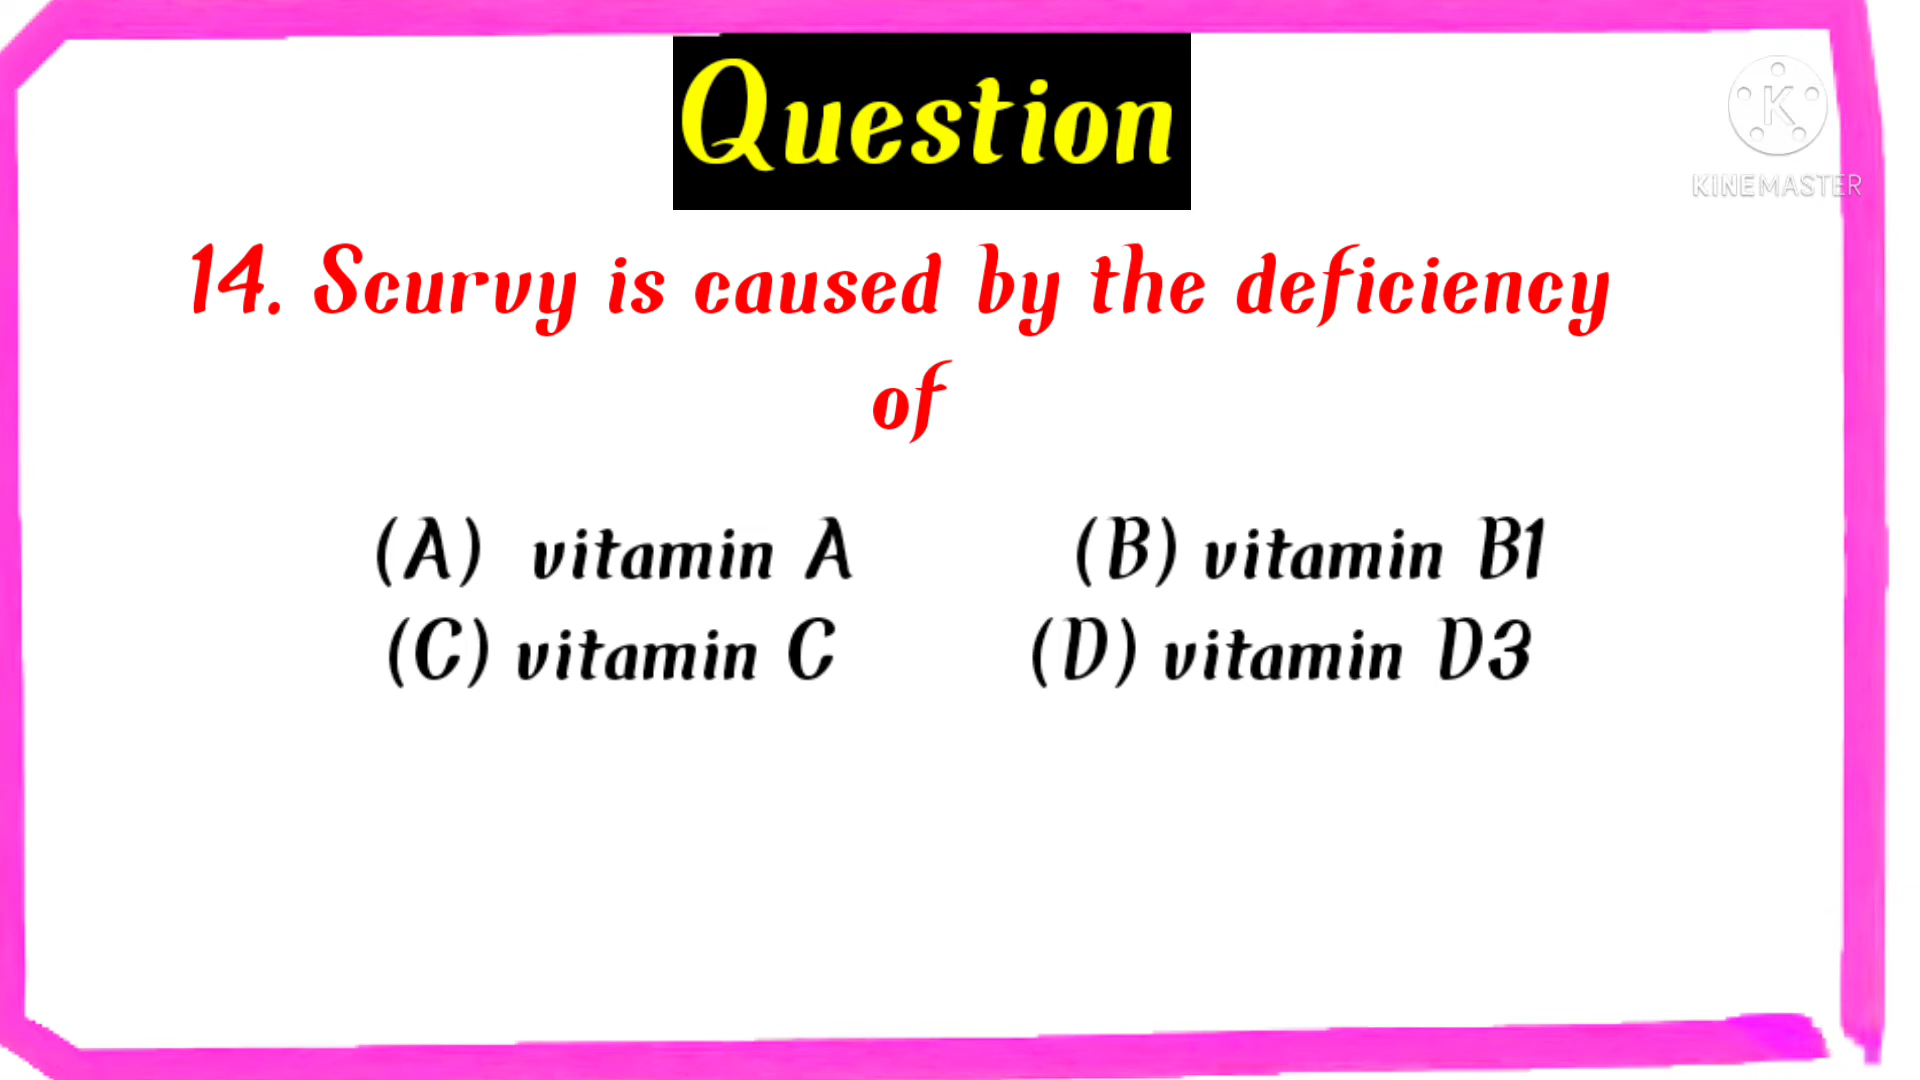 Question
K
KINEMASTER
14. Scurvy is caused by the deficiency
of
(A) vitamin A (B) vitamin B1
(C) vitamin C (D) vitamin D3